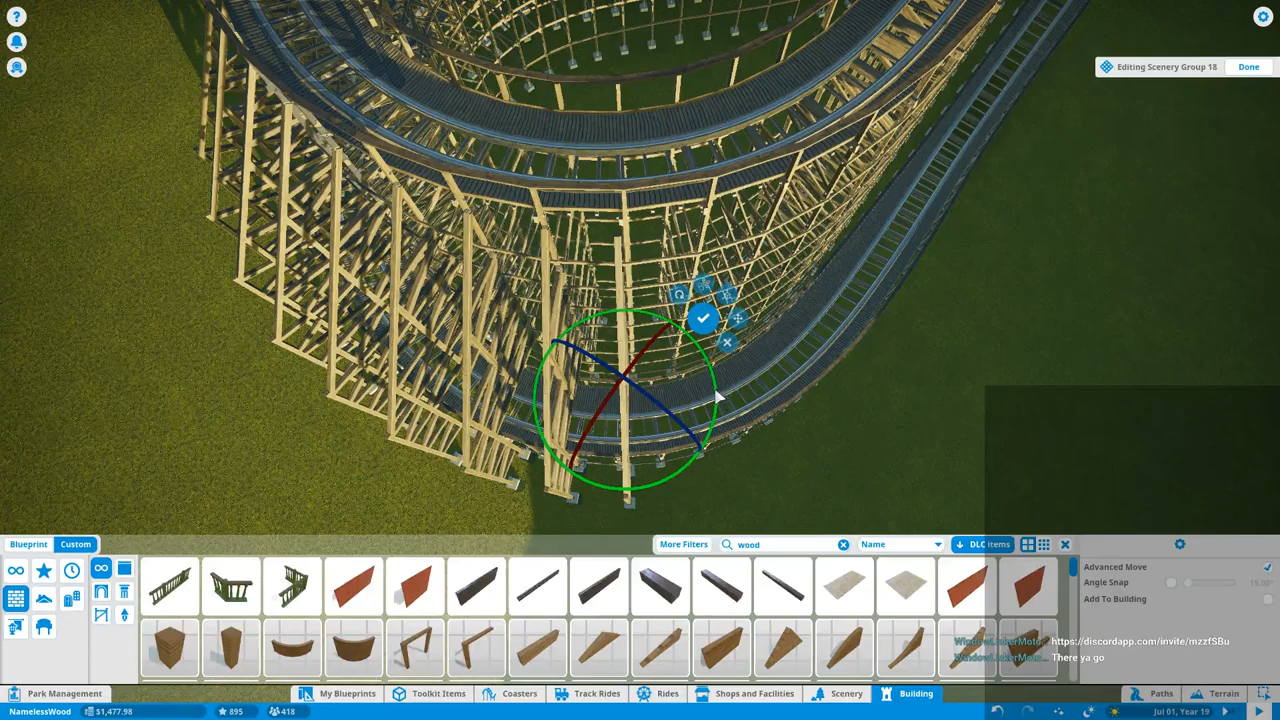 Editing Scenery Group 18 Done
Blueprint Custom More Filters wood Name DLC items
Advanced Move
Angle Snap 15.00°
Add To Building
https://discordapp.com/invite/mzzfSBu
There ya go
Park Management My Blueprints Toolkit Items Coasters Track Rides Rides Shops and Facilities Scenery Building Paths Terrain
NamelessWood $1,477.98 895 418 Jul 01, Year 19